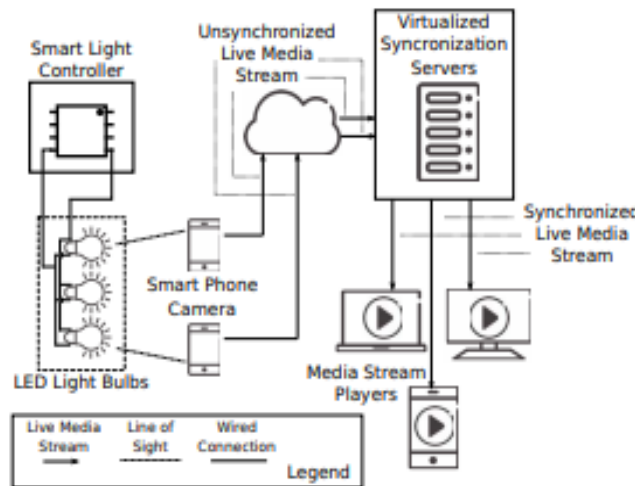 Smart Light
Controller
Unsynchronized
Live Media
Stream
Virtualized
Syncronization
Servers
Synchronized
Live Media
Stream
Smart Phone
Camera
LED Light Bulbs
Media Stream
Players
Live Media
Stream
Line of
Sight
Wired
Connection
Legend